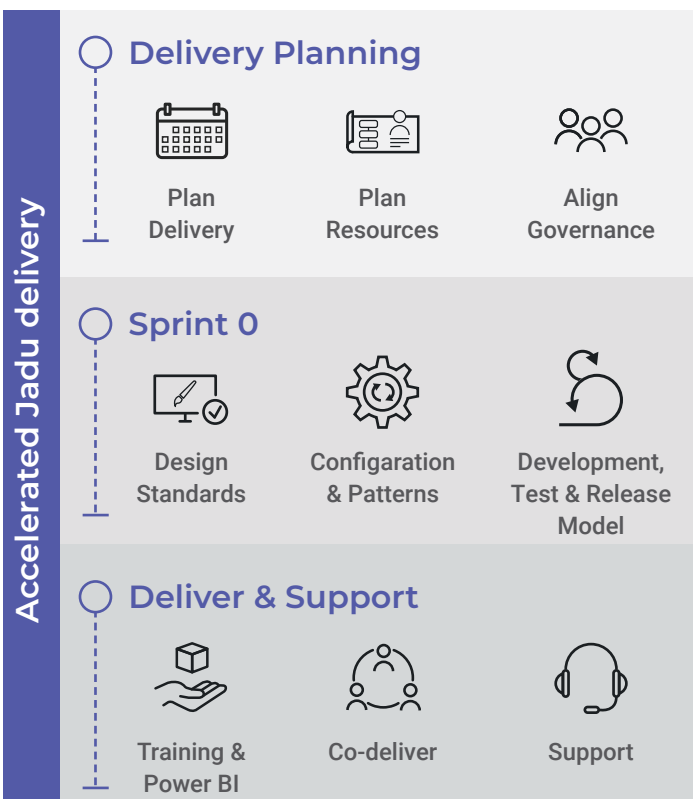 Accelerated Jadu delivery
Delivery Planning
Plan
Delivery
Plan
Resources
Align
Governance
Sprint 0
Design
Standards
Configaration
& Patterns
Development,
Test & Release
Model
Deliver & Support
Training &
Power BI
Co-deliver
Support